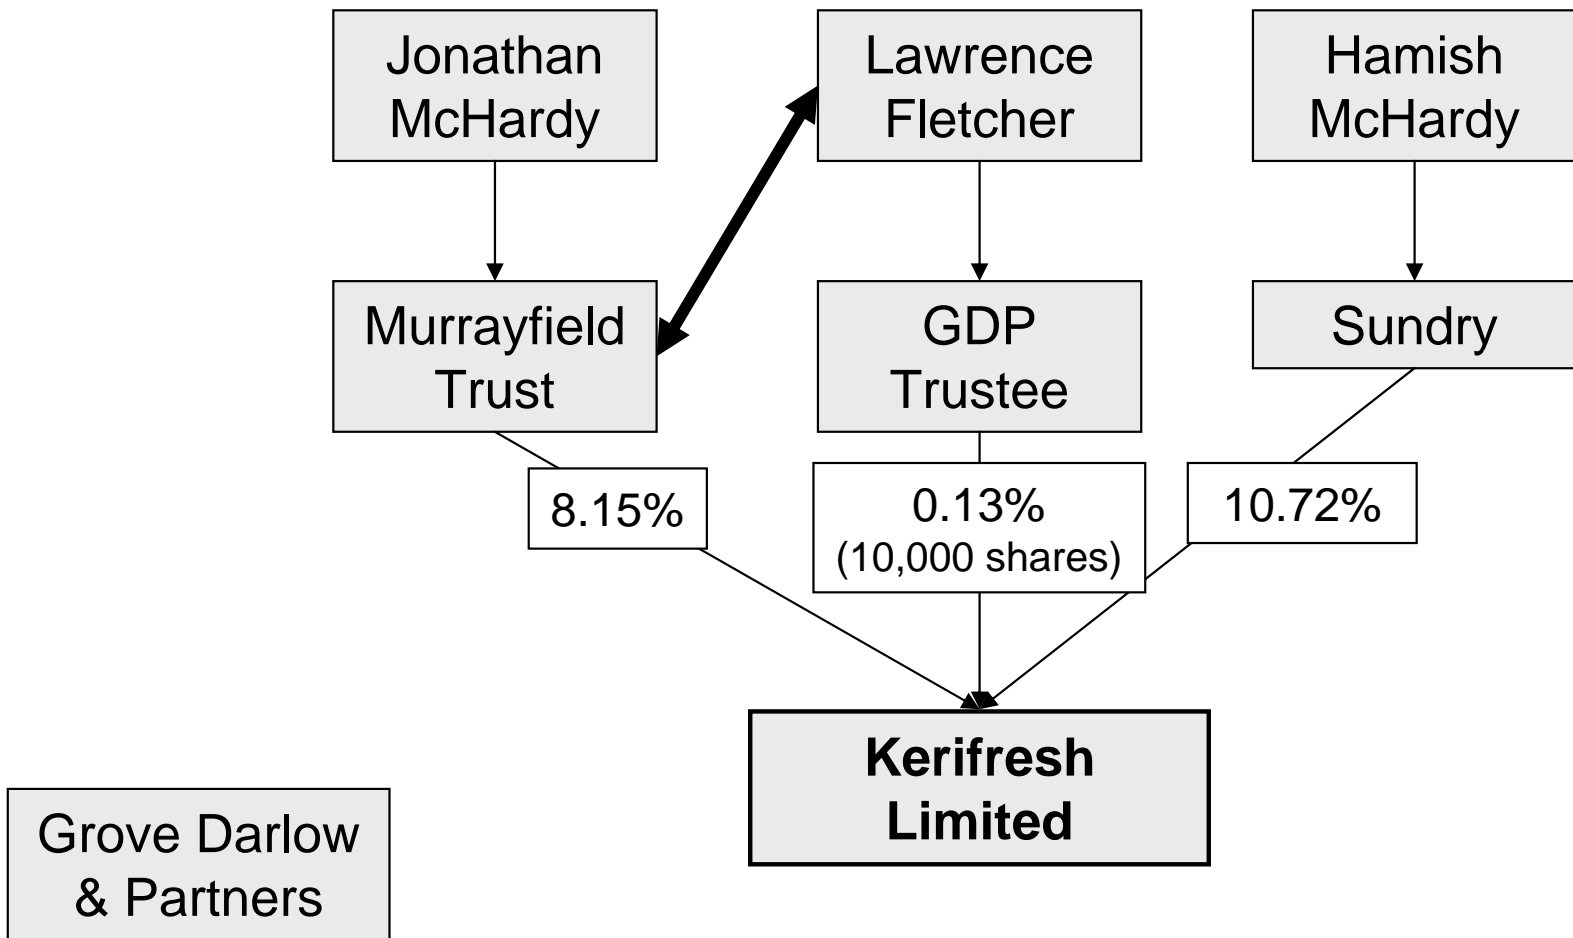 Jonathan
McHardy
Lawrence
Fletcher
Hamish
McHardy
Murrayfield
Trust
GDP
Trustee
Sundry
8.15%
0.13%
(10,000 shares)
10.72%
Kerifresh
Limited
Grove Darlow
& Partners